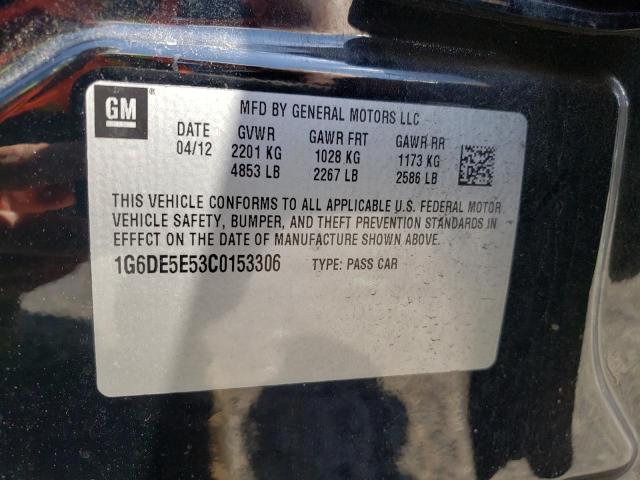 GM ®
MFD BY GENERAL MOTORS LLC
DATE GVWR GAWR FRT GAWR RR
04/12 2201 KG 1028 KG 1173 KG
4853 LB 2267 LB 2586 LB
THIS VEHICLE CONFORMS TO ALL APPLICABLE U.S. FEDERAL MOTOR
VEHICLE SAFETY, BUMPER, AND THEFT PREVENTION STANDARDS IN
EFFECT ON THE DATE OF MANUFACTURE SHOWN ABOVE.
1G6DE5E53C0153306 TYPE: PASS CAR